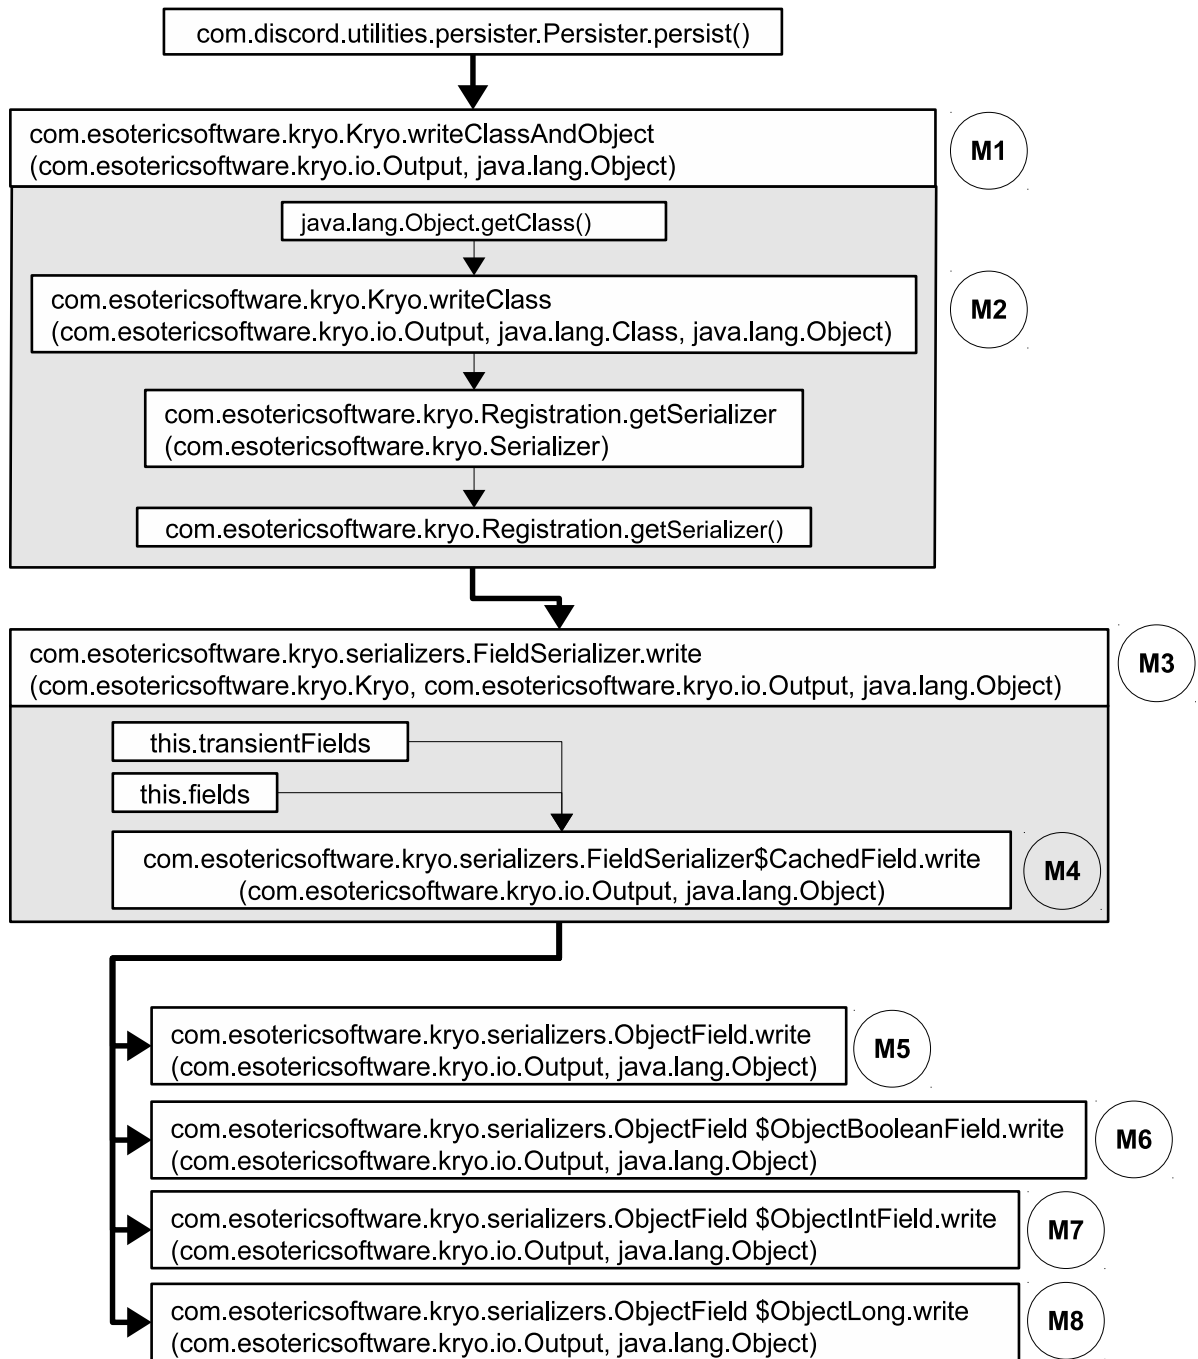 com.discord.utilities.persister.Persister.persist()
com.esotericsoftware.kryo.Kryo.writeClassAndObject
(com.esotericsoftware.kryo.io.Output, java.lang.Object)
M1
java.lang.Object.getClass()
com.esotericsoftware.kryo.Kryo.writeClass
(com.esotericsoftware.kryo.io.Output, java.lang.Class, java.lang.Object)
M2
com.esotericsoftware.kryo.Registration.getSerializer
(com.esotericsoftware.kryo.Serializer)
com.esotericsoftware.kryo.Registration.getSerializer()
com.esotericsoftware.kryo.serializers.FieldSerializer.write
(com.esotericsoftware.kryo.Kryo, com.esotericsoftware.kryo.io.Output, java.lang.Object)
M3
this.transientFields
this.fields
com.esotericsoftware.kryo.serializers.FieldSerializer$CachedField.write
(com.esotericsoftware.kryo.io.Output, java.lang.Object)
M4
com.esotericsoftware.kryo.serializers.ObjectField.write
(com.esotericsoftware.kryo.io.Output, java.lang.Object)
M5
com.esotericsoftware.kryo.serializers.ObjectField $ObjectBooleanField.write
(com.esotericsoftware.kryo.io.Output, java.lang.Object)
M6
com.esotericsoftware.kryo.serializers.ObjectField $ObjectIntField.write
(com.esotericsoftware.kryo.io.Output, java.lang.Object)
M7
com.esotericsoftware.kryo.serializers.ObjectField $ObjectLong.write
(com.esotericsoftware.kryo.io.Output, java.lang.Object)
M8